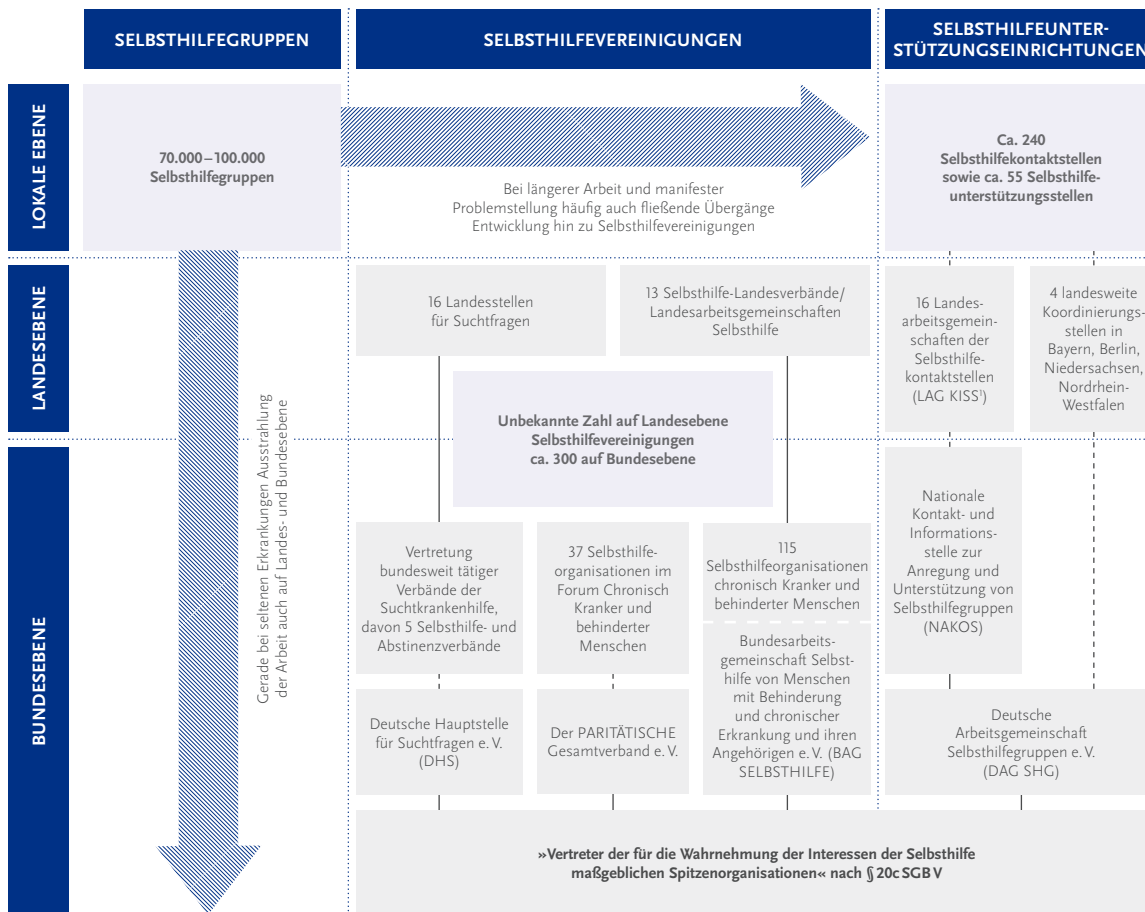 SELBSTHILFEGRUPPEN
SELBSTHILFEVEREINIGUNGEN
SELBSTHILFEUNTER-
STÜTZUNGSEINRICHTUNGEN
LOKALE EBENE
70.000–100.000
Selbsthilfegruppen
Bei längerer Arbeit und manifester
Problemstellung häufig auch fließende Übergänge
Entwicklung hin zu Selbsthilfevereinigungen
Ca. 240
Selbsthilfekontaktstellen
sowie ca. 55 Selbsthilfe-
unterstützungsstellen
LANDESEBENE
16 Landesstellen
für Suchtfragen
13 Selbsthilfe-Landesverbände/
Landesarbeitsgemeinschaften
Selbsthilfe
16 Landes-
arbeitsgemein-
schaften der
Selbsthilfe-
kontaktstellen
(LAG KISS¹)
4 landesweite
Koordinierungs-
stellen in
Bayern, Berlin,
Niedersachsen,
Nordrhein-
Westfalen
Unbekannte Zahl auf Landesebene
Selbsthilfevereinigungen
ca. 300 auf Bundesebene
Gerade bei seltenen Erkrankungen Ausstrahlung
der Arbeit auch auf Landes- und Bundesebene
BUNDESEBENE
Vertretung
bundesweit tätiger
Verbände der
Suchtkrankenhilfe,
davon 5 Selbsthilfe- und
Abstinenzverbände
37 Selbsthilfe-
organisationen im
Forum Chronisch
Kranker und
behinderter
Menschen
115
Selbsthilfeorganisationen
chronisch Kranker und
behinderter Menschen
Nationale
Kontakt- und
Informations-
stelle zur
Anregung und
Unterstützung von
Selbsthilfegruppen
(NAKOS)
Deutsche Hauptstelle
für Suchtfragen e. V.
(DHS)
Der PARITÄTISCHE
Gesamtverband e. V.
Bundesarbeits-
gemeinschaft Selbst-
hilfe von Menschen
mit Behinderung
und chronischer
Erkrankung und ihren
Angehörigen e. V. (BAG
SELBSTHILFE)
Deutsche
Arbeitsgemeinschaft
Selbsthilfegruppen e. V.
(DAG SHG)
»Vertreter der für die Wahrnehmung der Interessen der Selbsthilfe
maßgeblichen Spitzenorganisationen« nach § 20c SGB V